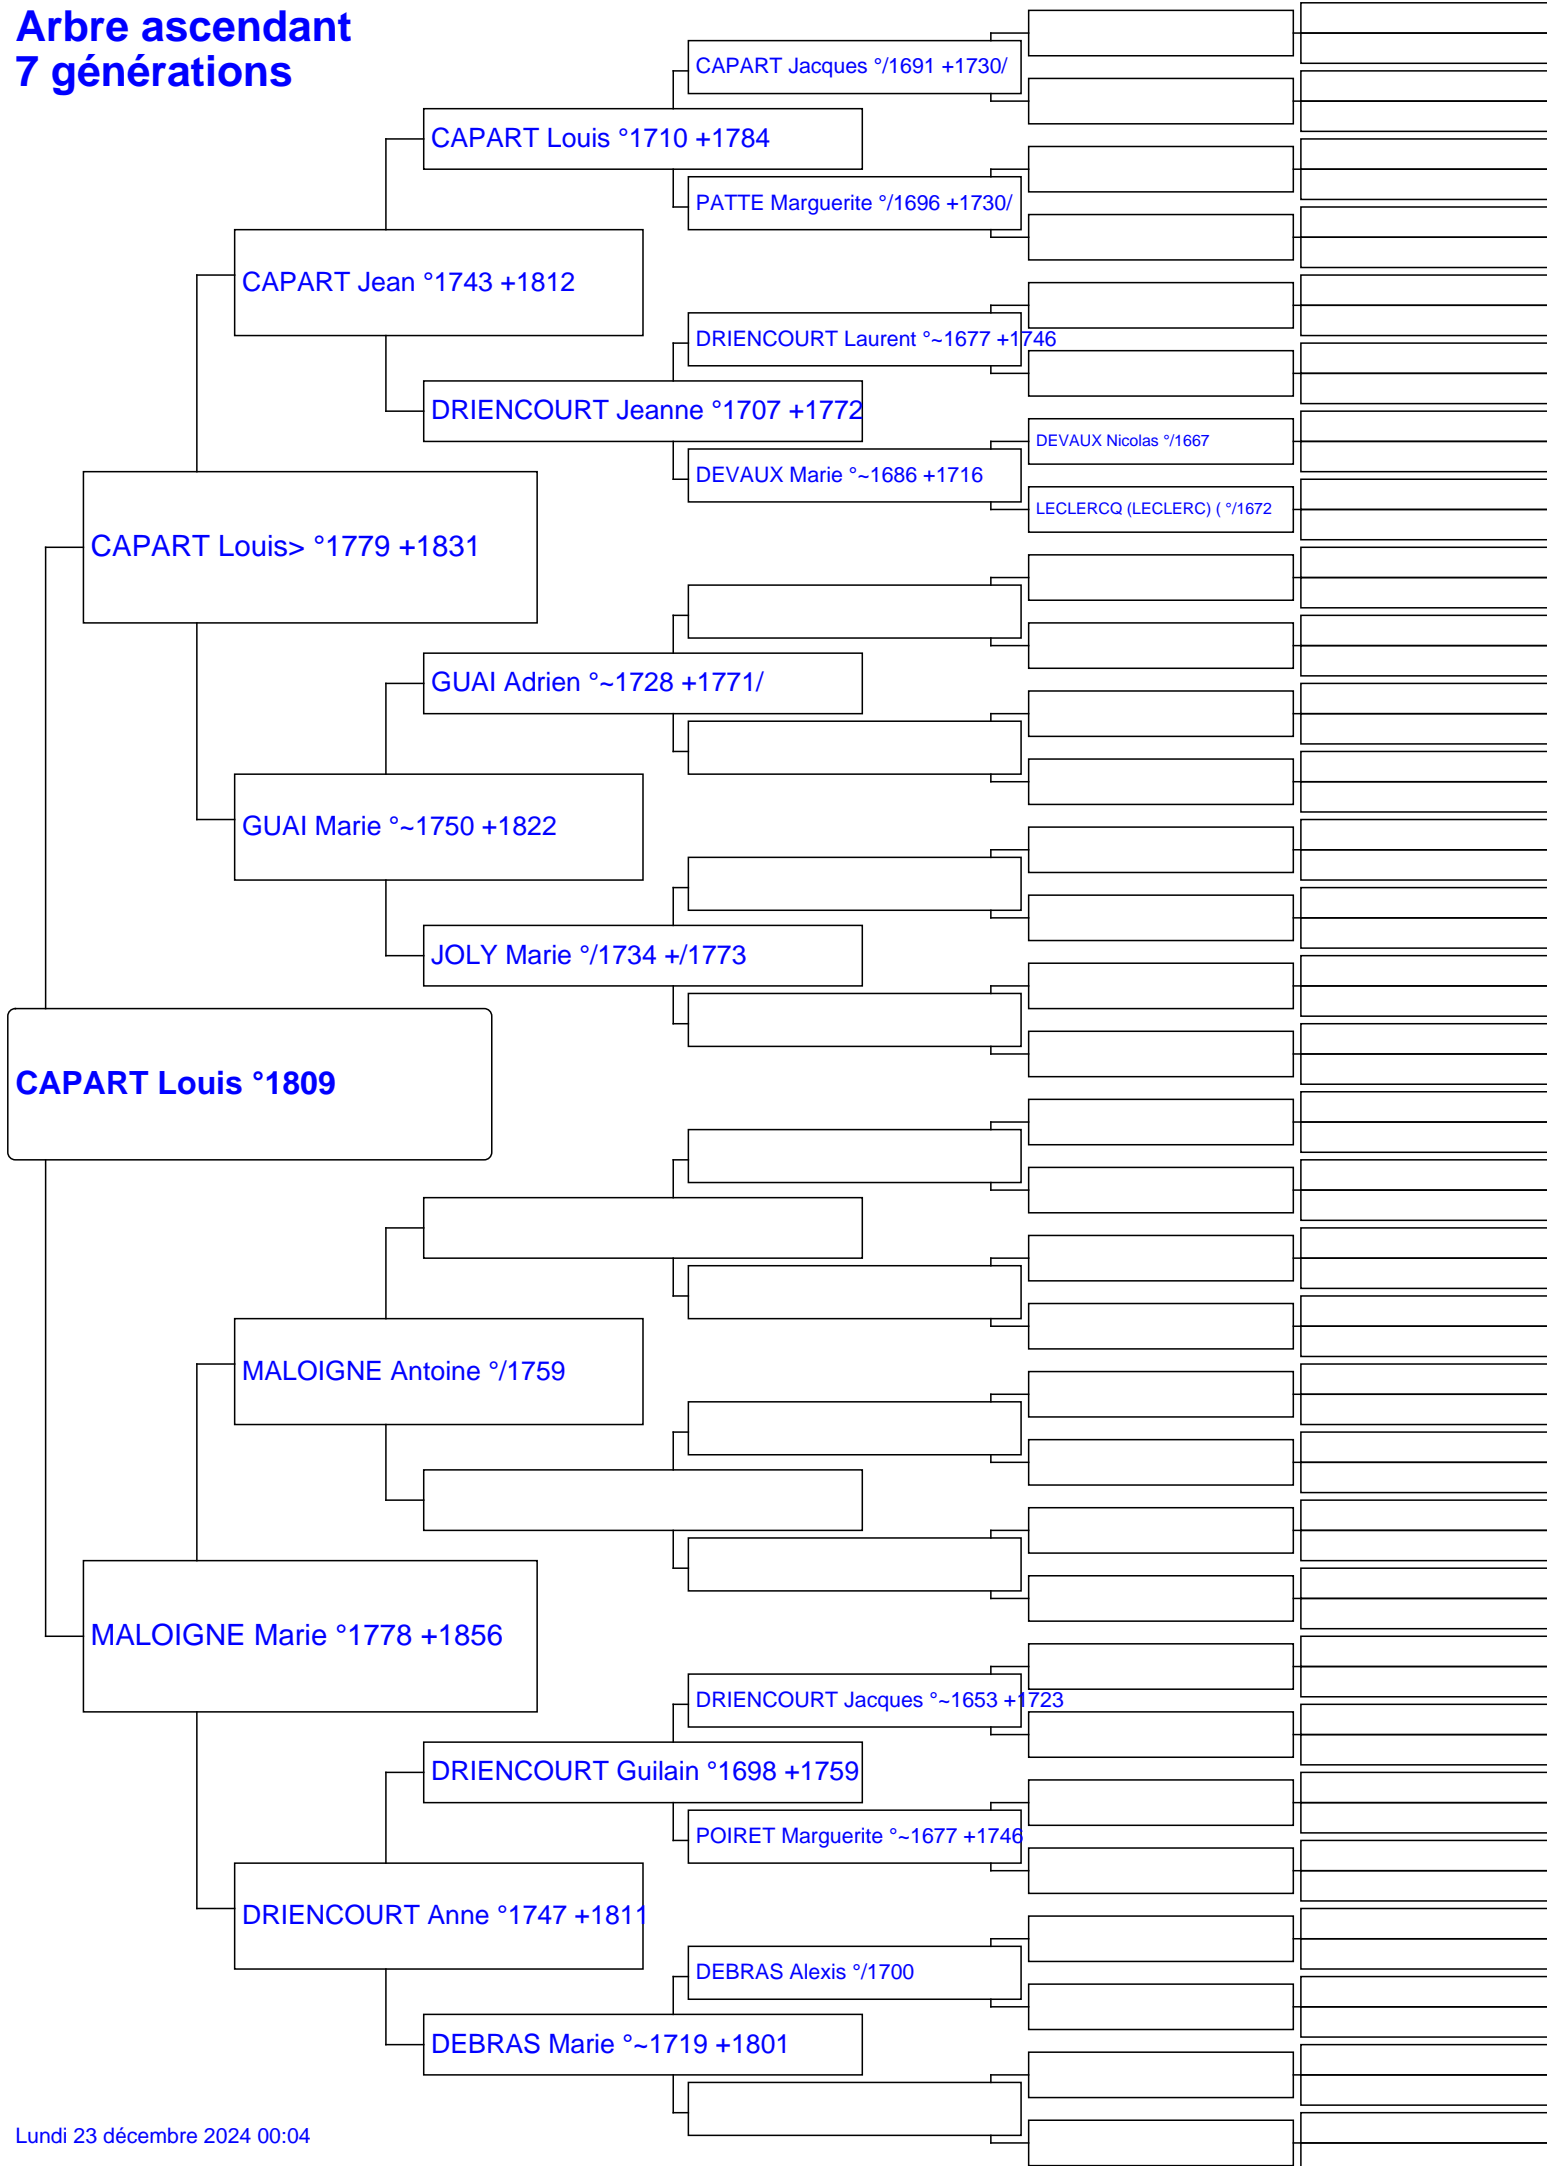 Arbre ascendant
7 générations
CAPART Jacques °/1691 +1730/
CAPART Louis °1710 +1784
PATTE Marguerite °/1696 +1730/
CAPART Jean °1743 +1812
DRIENCOURT Laurent °~1677 +1746
DRIENCOURT Jeanne °1707 +1772
DEVAUX Nicolas °/1667
DEVAUX Marie °~1686 +1716
LECLERCQ (LECLERC) ( °/1672
CAPART Louis> °1779 +1831
GUAI Adrien °~1728 +1771/
GUAI Marie °~1750 +1822
JOLY Marie °/1734 +/1773
CAPART Louis °1809
MALOIGNE Antoine °/1759
MALOIGNE Marie °1778 +1856
DRIENCOURT Jacques °~1653 +1723
DRIENCOURT Guilain °1698 +1759
POIRET Marguerite °~1677 +1746
DRIENCOURT Anne °1747 +1811
DEBRAS Alexis °/1700
DEBRAS Marie °~1719 +1801
Lundi 23 décembre 2024 00:04